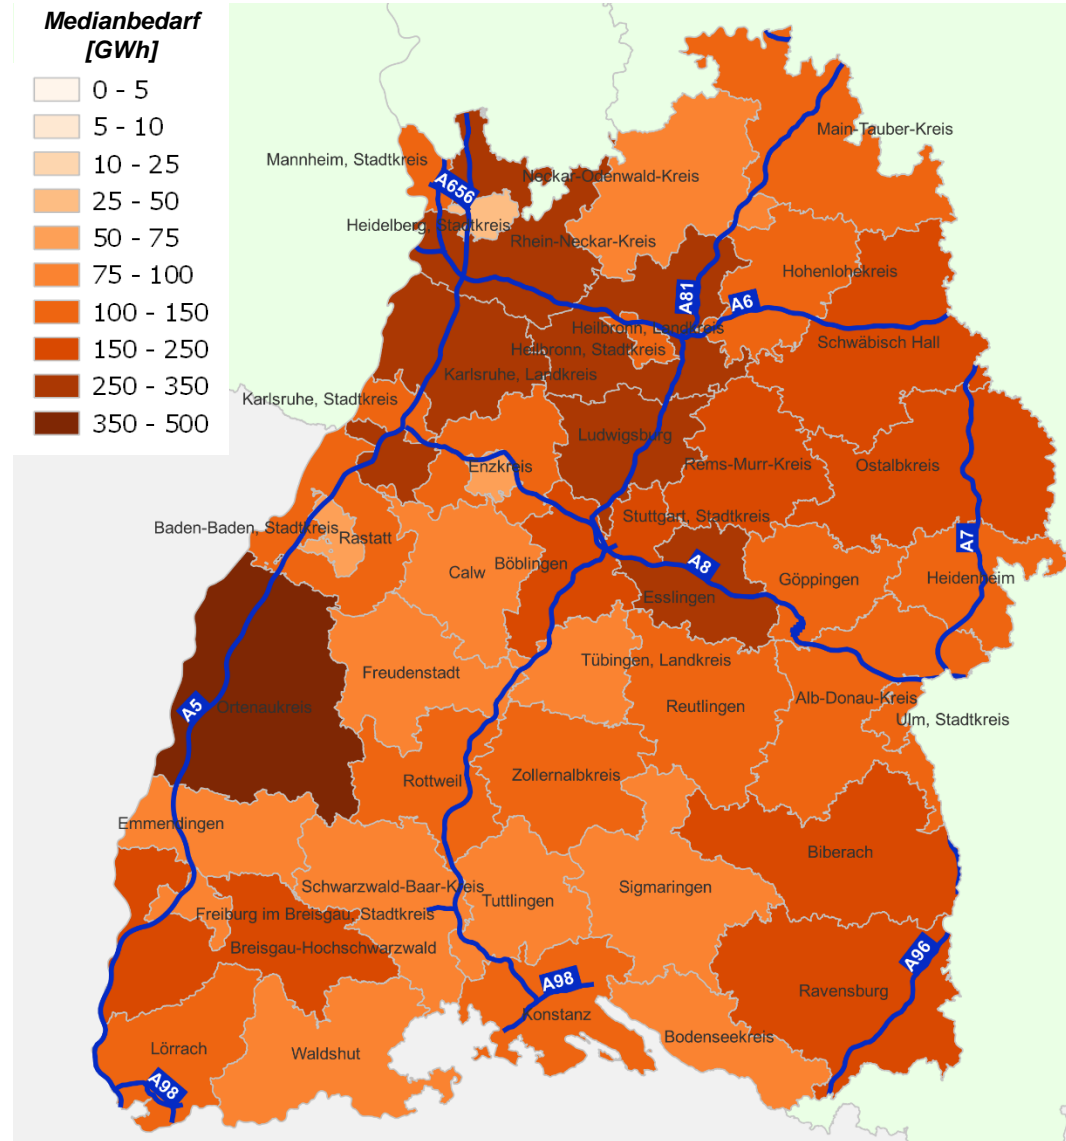 Medianbedarf
[GWh]
0 - 5
5 - 10
10 - 25
25 - 50
50 - 75
75 - 100
100 - 150
150 - 250
250 - 350
350 - 500
Main-Tauber-Kreis
Mannheim, Stadtkreis
Neckar-Odenwald-Kreis
A656
Heidelberg, Stadtkreis
Rhein-Neckar-Kreis
Hohenlohekreis
A81
A6
Heilbronn, Landkreis
Schwäbisch Hall
Heilbronn, Stadtkreis
Karlsruhe, Landkreis
Karlsruhe, Stadtkreis
Ludwigsburg
Enzkreis
Rems-Murr-Kreis
Ostalbkreis
Stuttgart, Stadtkreis
Baden-Baden, Stadtkreis
Rastatt
A7
Böblingen
A8
Calw
Göppingen
Heidenheim
Esslingen
Tübingen, Landkreis
Freudenstadt
Alb-Donau-Kreis
A5
Ortenaukreis
Reutlingen
Ulm, Stadtkreis
Zollernalbkreis
Rottweil
Emmendingen
Biberach
Schwarzwald-Baar-Kreis
Sigmaringen
Tuttlingen
Freiburg im Breisgau, Stadtkreis
Breisgau-Hochschwarzwald
A96
A98
Ravensburg
Konstanz
Bodenseekreis
Lörrach
Waldshut
A98